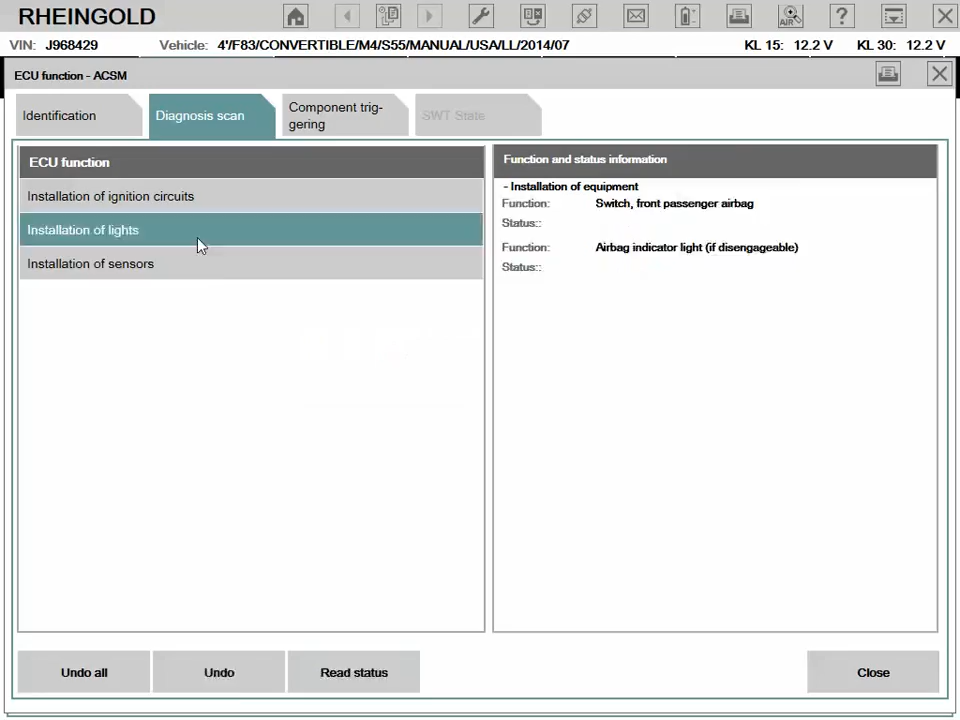 RHEINGOLD
VIN: J968429 Vehicle: 4'/F83/CONVERTIBLE/M4/S55/MANUAL/USA/LL/2014/07 KL 15: 12.2 V KL 30: 12.2 V
ECU function - ACSM
Identification
Diagnosis scan
Component trig-
gering
SWT State
ECU function
Installation of ignition circuits
Installation of lights
Installation of sensors
Function and status information
- Installation of equipment
Function: Switch, front passenger airbag
Status::
Function: Airbag indicator light (if disengageable)
Status::
Undo all
Undo
Read status
Close